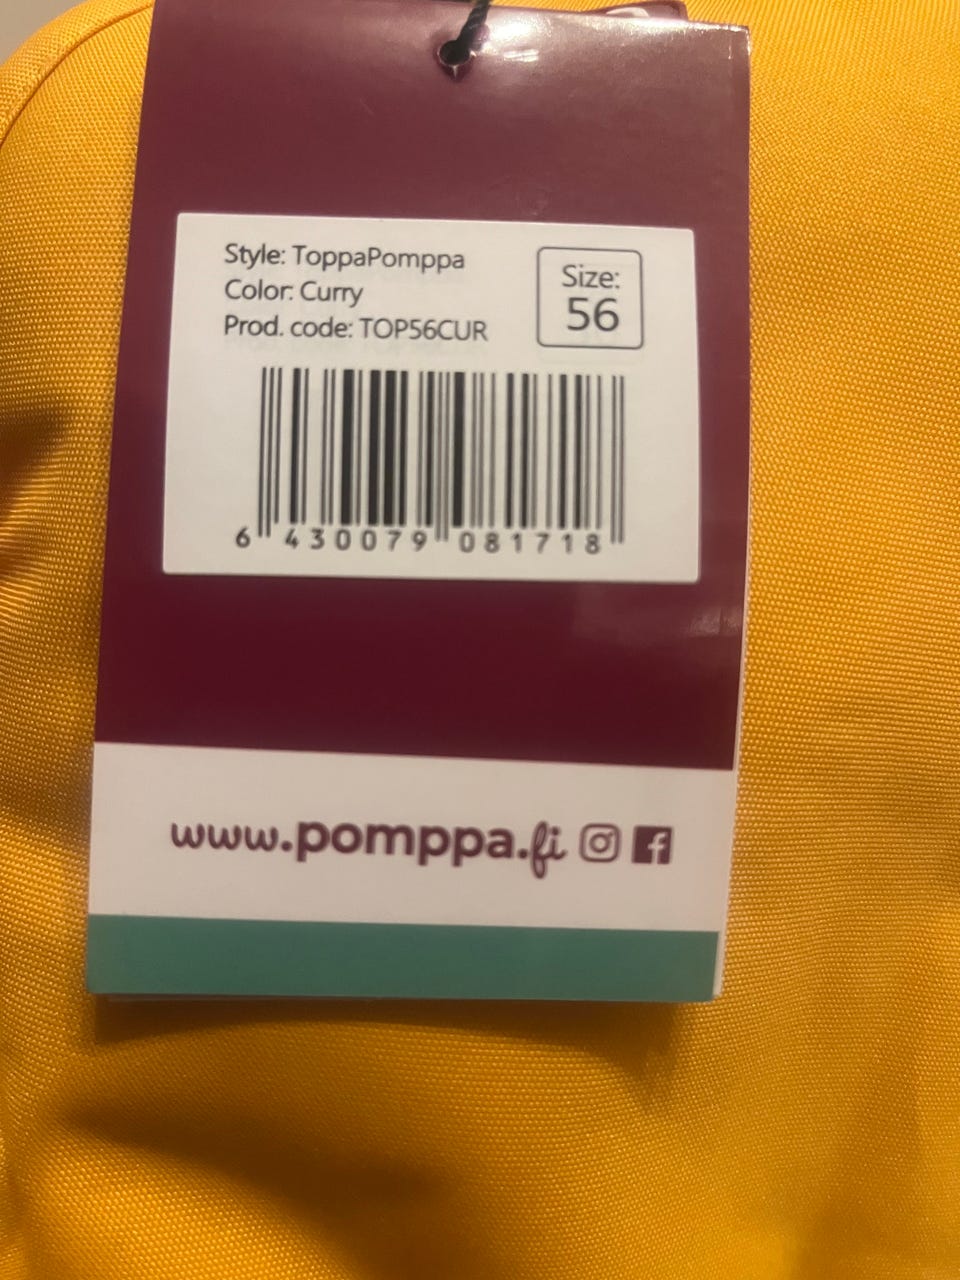 Style: ToppaPomppa
Color: Curry
Prod. code: TOP56CUR
Size:
56
6 430079 081718
www.pomppa.fi